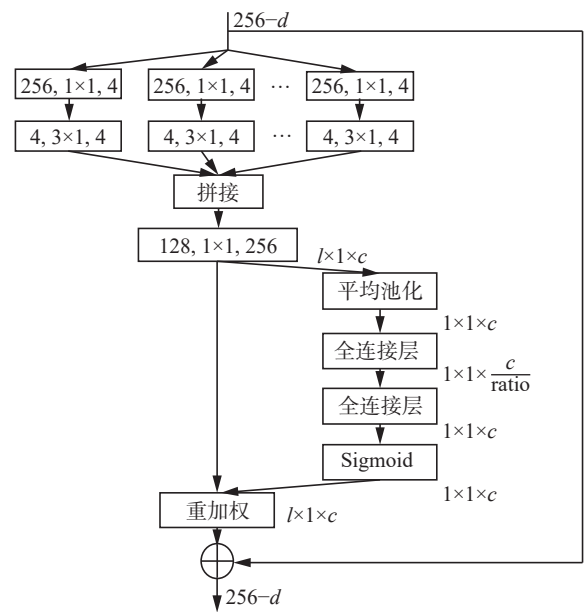 256−d
256, 1×1, 4 256, 1×1, 4 ··· 256, 1×1, 4
4, 3×1, 4 4, 3×1, 4 ··· 4, 3×1, 4
拼接
128, 1×1, 256
l×1×c
平均池化
1×1×c
全连接层
1×1×c/ratio
全连接层
1×1×c
Sigmoid
1×1×c
重加权 l×1×c
256−d